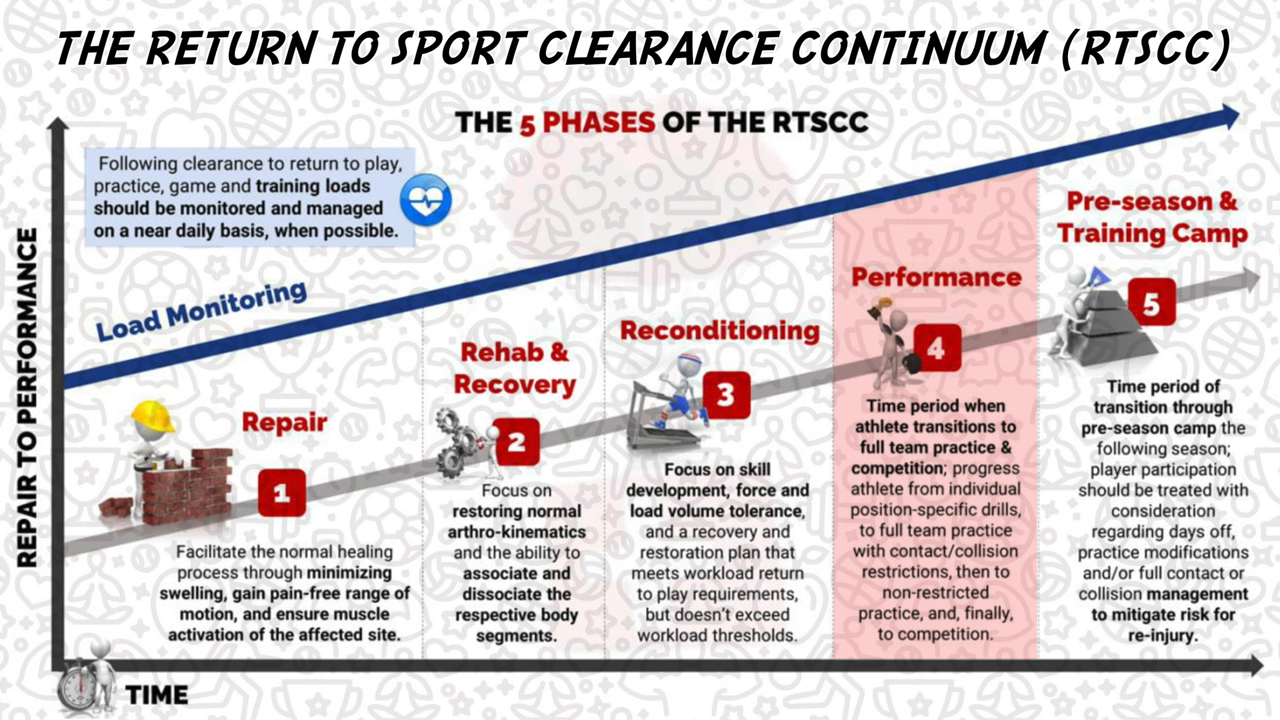 THE RETURN TO SPORT CLEARANCE CONTINUUM (RTSCC)
THE 5 PHASES OF THE RTSCC
Following clearance to return to play,
practice, game and training loads
should be monitored and managed
on a near daily basis, when possible.
REPAIR TO PERFORMANCE
Load Monitoring
Repair
1
Facilitate the normal healing
process through minimizing
swelling, gain pain-free range of
motion, and ensure muscle
activation of the affected site.
Rehab &
Recovery
2
Focus on
restoring normal
arthro-kinematics
and the ability to
associate and
dissociate the
respective body
segments.
Reconditioning
3
Focus on skill
development, force and
load volume tolerance,
and a recovery and
restoration plan that
meets workload return
to play requirements,
but doesn't exceed
workload thresholds.
Performance
4
Time period when
athlete transitions to
full team practice &
competition; progress
athlete from individual
position-specific drills,
to full team practice
with contact/collision
restrictions, then to
non-restricted
practice, and, finally,
to competition.
Pre-season &
Training Camp
5
Time period of
transition through
pre-season camp the
following season;
player participation
should be treated with
consideration
regarding days off,
practice modifications
and/or full contact or
collision management
to mitigate risk for
re-injury.
TIME